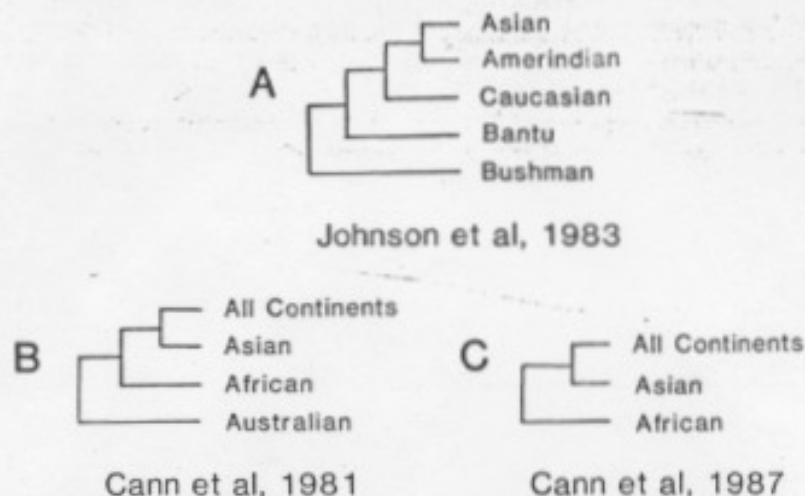 A
Asian
Amerindian
Caucasian
Bantu
Bushman
Johnson et al, 1983
B
All Continents
Asian
African
Australian
Cann et al, 1981
C
All Continents
Asian
African
Cann et al, 1987